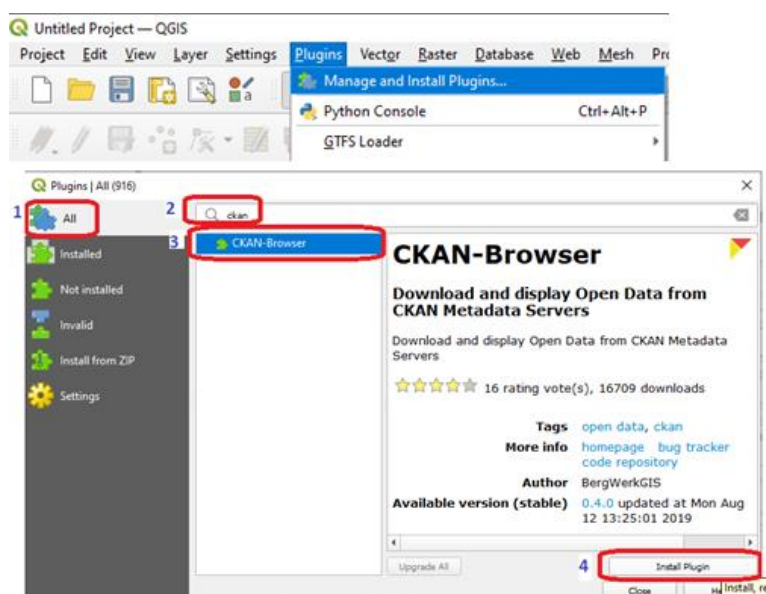 Untitled Project — QGIS
Project Edit View Layer Settings Plugins Vector Raster Database Web Mesh
Manage and Install Plugins...
Python Console Ctrl+Alt+P
GTFS Loader
Plugins | All (916)
1 All 2 ckan
3 CKAN-Browser
Installed
Not installed
Invalid
Install from ZIP
Settings
CKAN-Browser
Download and display Open Data from
CKAN Metadata Servers
Download and display Open Data from CKAN Metadata
Servers
16 rating vote(s), 16709 downloads
Tags open data, ckan
More info homepage bug tracker
code repository
Author BergWerkGIS
Available version (stable) 0.4.0 updated at Mon Aug
12 13:25:01 2019
Upgrade All 4 Install Plugin
Close
Install,